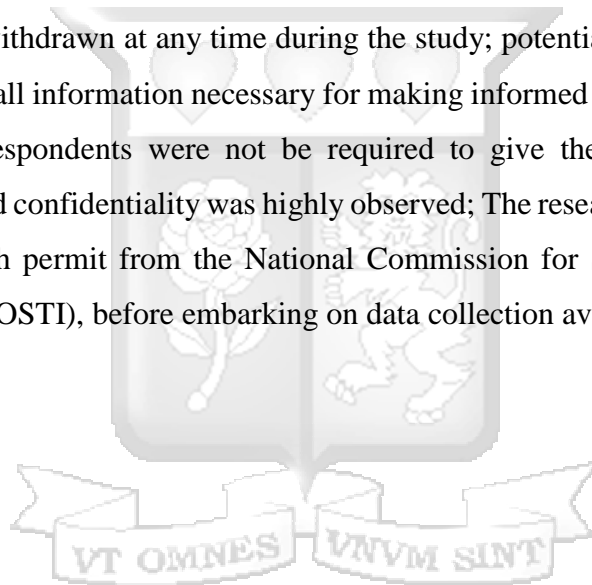 ithdrawn at any time during the study; potentia
all information necessary for making informed
espondents were not be required to give the
d confidentiality was highly observed; The resea
h permit from the National Commission for
OSTI), before embarking on data collection av
VT OMNES VNVM SINT